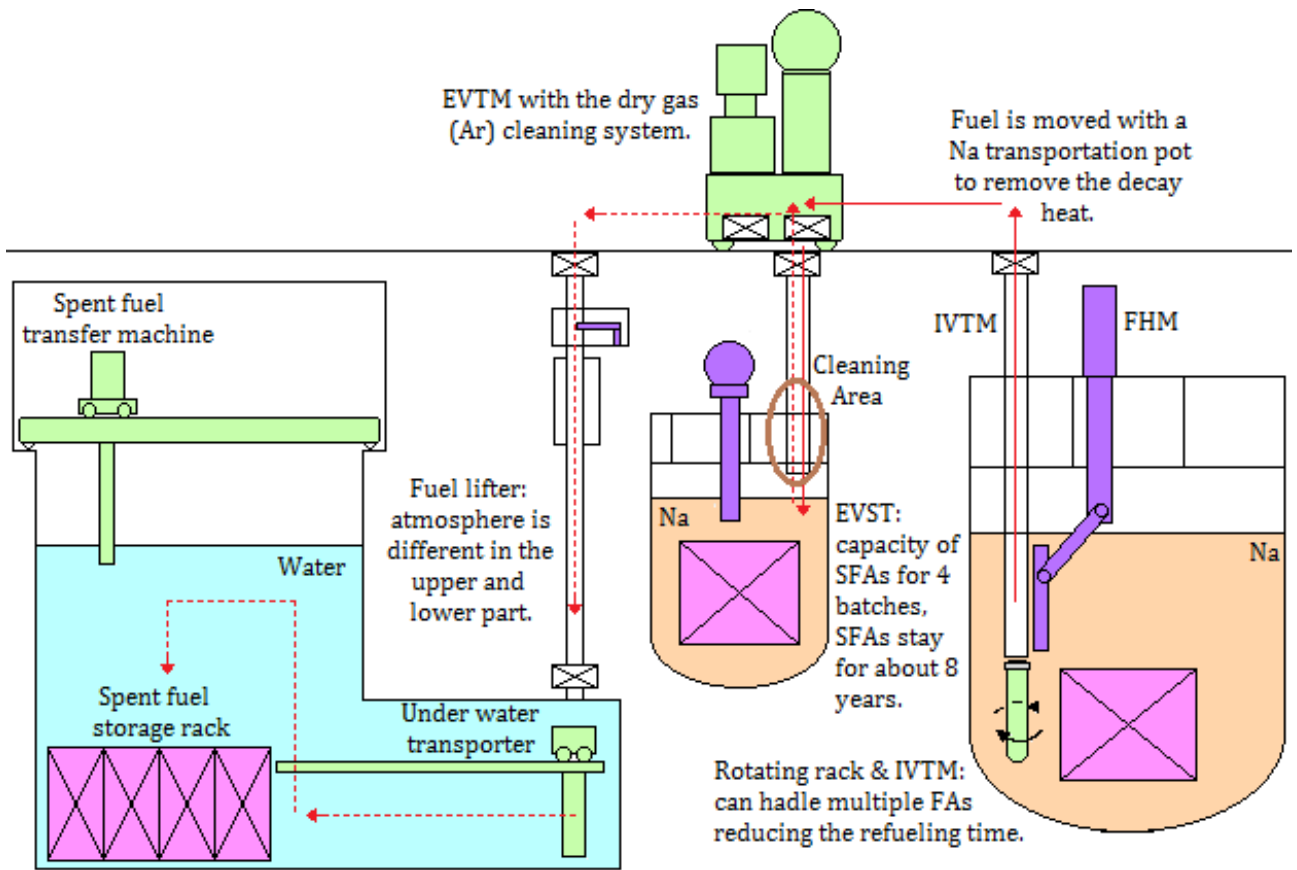 EVTM with the dry gas
(Ar) cleaning system.
Fuel is moved with a
Na transportation pot
to remove the decay
heat.
Spent fuel
transfer machine
IVTM
FHM
Cleaning
Area
Fuel lifter:
atmosphere is
different in the
upper and
lower part.
Na
EVST:
capacity of
SFAs for 4
batches,
SFAs stay
for about 8
years.
Na
Water
Spent fuel
storage rack
Under water
transporter
Rotating rack & IVTM:
can hadle multiple FAs
reducing the refueling time.